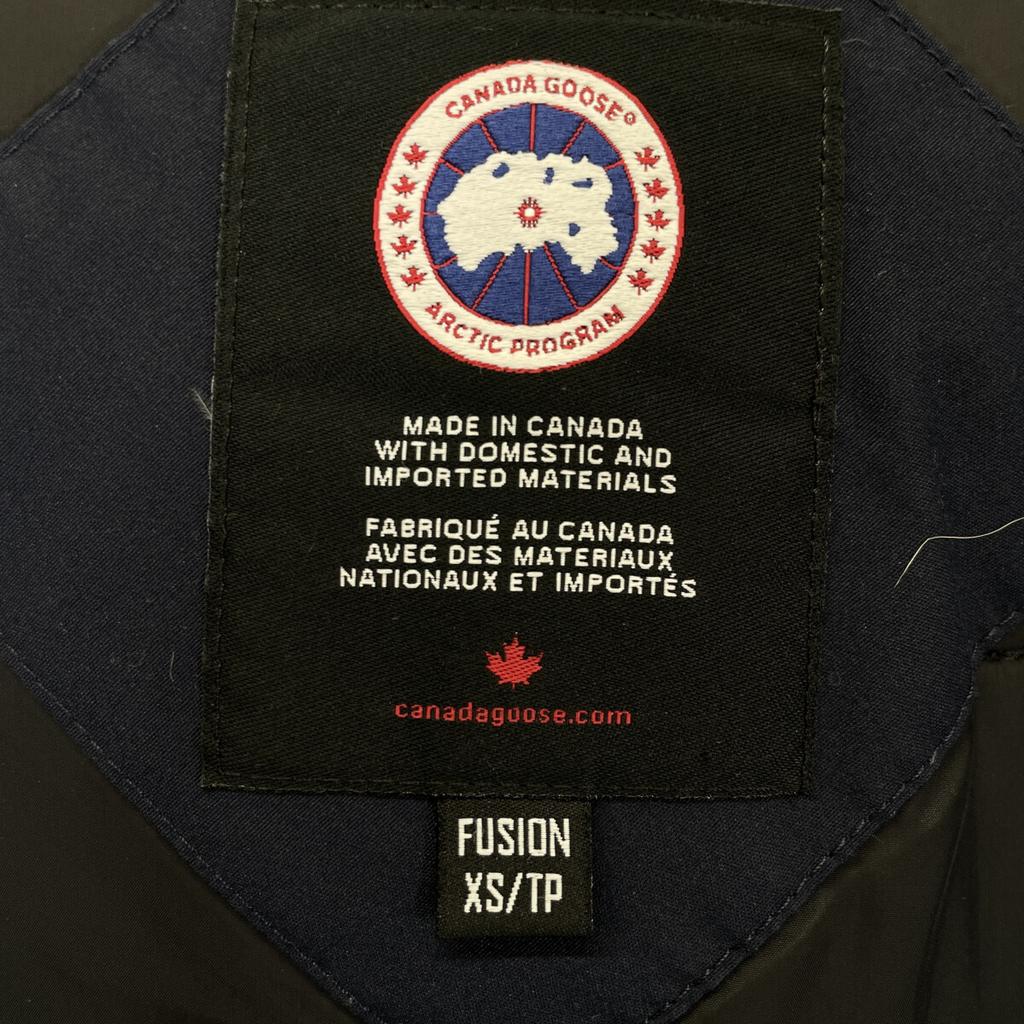 CANADA GOOSE®
ARCTIC PROGRAM
MADE IN CANADA
WITH DOMESTIC AND
IMPORTED MATERIALS
FABRIQUÉ AU CANADA
AVEC DES MATERIAUX
NATIONAUX ET IMPORTÉS
canadagoose.com
FUSION
XS/TP